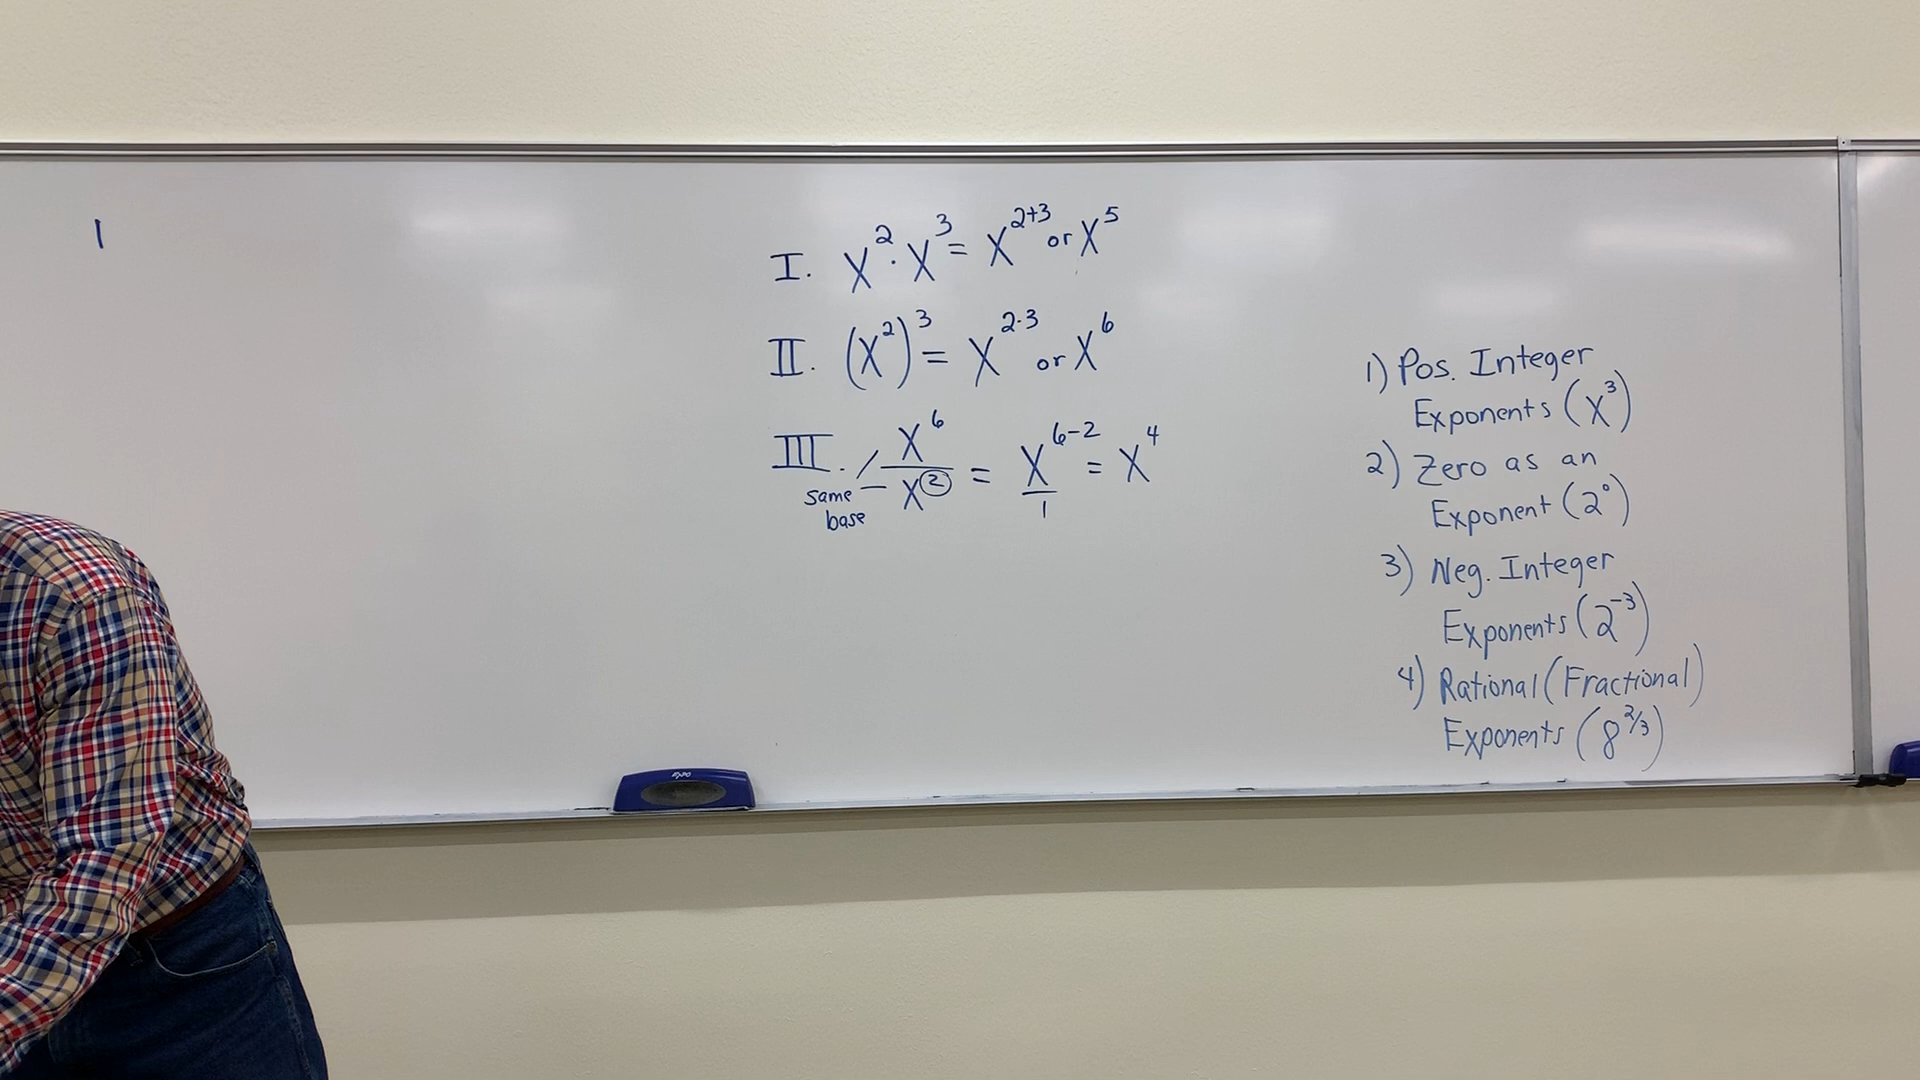 1
I. X² · X³ = X²⁺³ or X⁵
II. (X²)³ = X²·³ or X⁶
III. X⁶/X② = X⁶⁻²/1 = X⁴
same
base
1) Pos. Integer
Exponents (X³)
2) Zero as an
Exponent (2⁰)
3) Neg. Integer
Exponents (2⁻³)
4) Rational (Fractional)
Exponents (8²/³)
EXPO